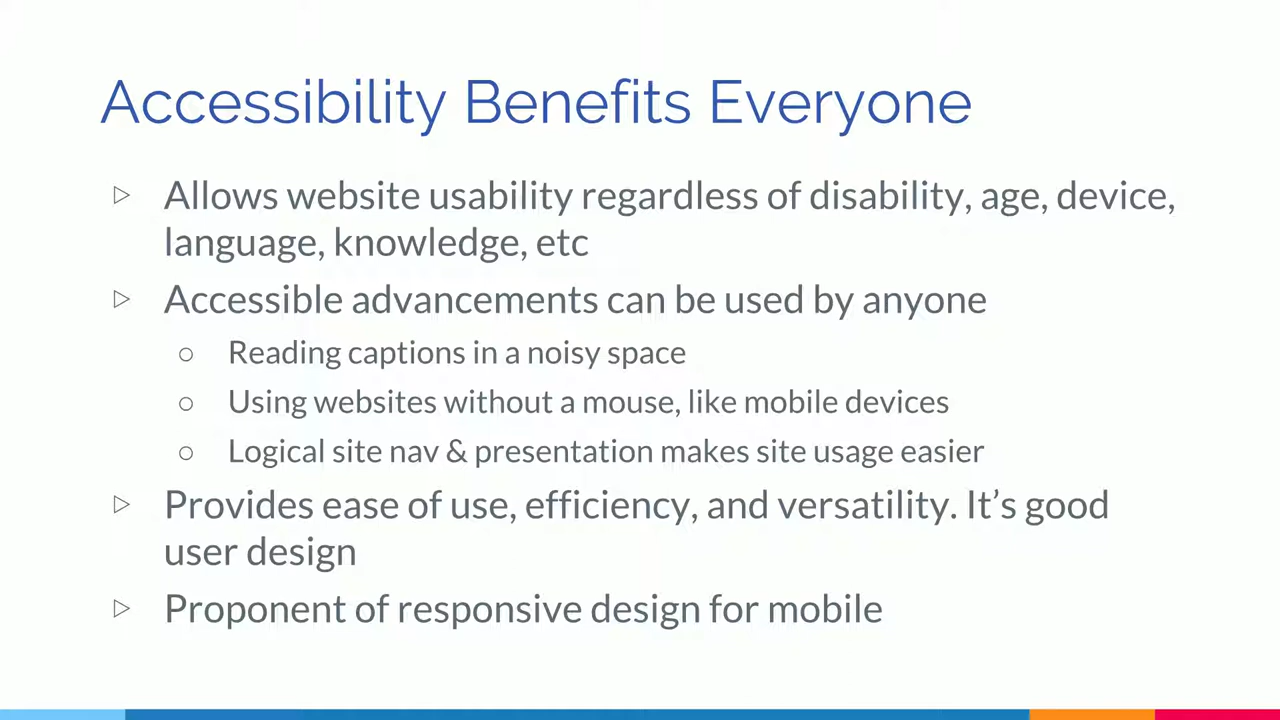 Accessibility Benefits Everyone
▷ Allows website usability regardless of disability, age, device,
language, knowledge, etc
▷ Accessible advancements can be used by anyone
○ Reading captions in a noisy space
○ Using websites without a mouse, like mobile devices
○ Logical site nav & presentation makes site usage easier
▷ Provides ease of use, efficiency, and versatility. It’s good
user design
▷ Proponent of responsive design for mobile